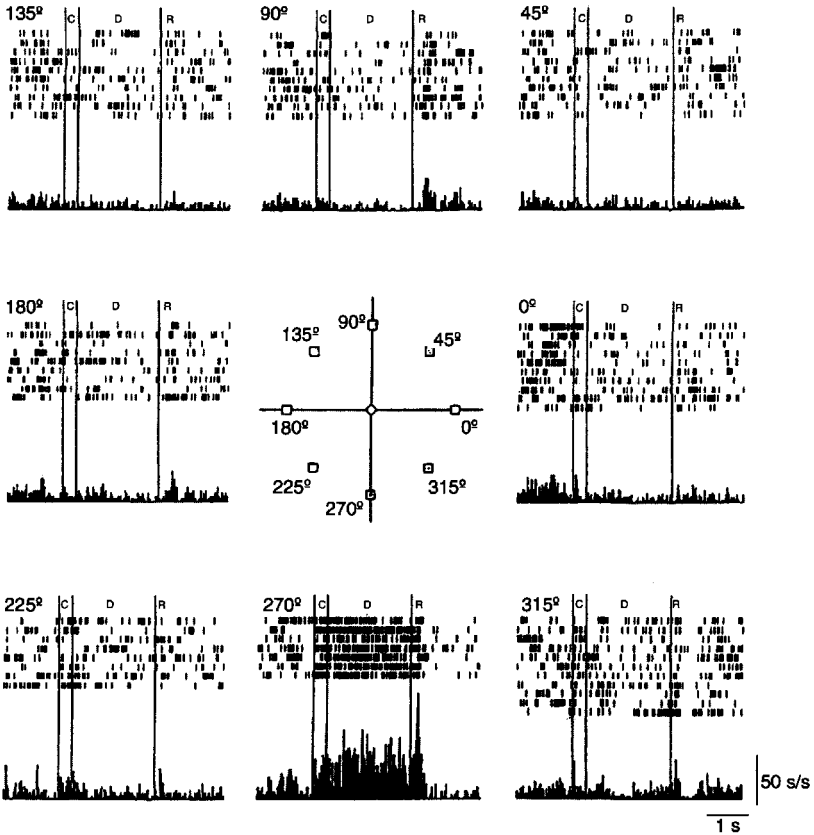 135º C D R
90º C D R
45º C D R
180º C D R
90º
135º 45º
180º 0º
225º 315º
270º
0º C D R
225º C D R
270º C D R
315º C D R
50 s/s
1 s